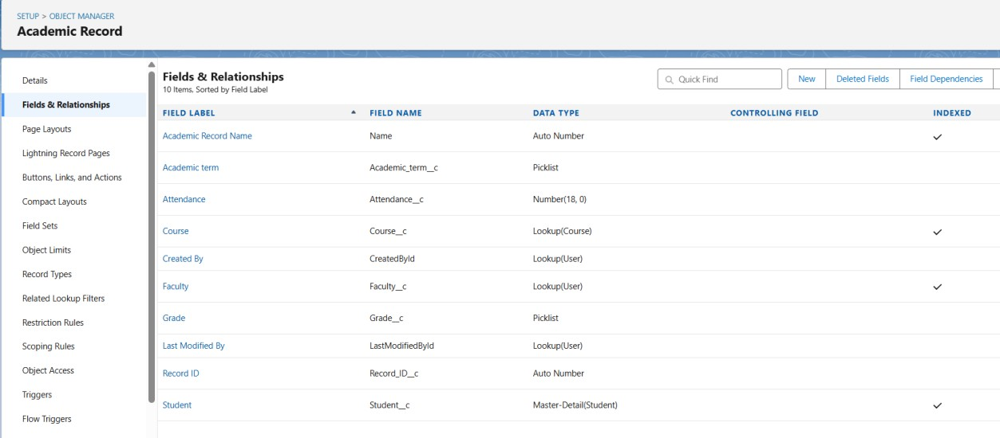 SETUP > OBJECT MANAGER
Academic Record
Details
Fields & Relationships
Page Layouts
Lightning Record Pages
Buttons, Links, and Actions
Compact Layouts
Field Sets
Object Limits
Record Types
Related Lookup Filters
Restriction Rules
Scoping Rules
Object Access
Triggers
Flow Triggers
Fields & Relationships
10 Items, Sorted by Field Label
Quick Find
New
Deleted Fields
Field Dependencies
FIELD LABEL FIELD NAME DATA TYPE CONTROLLING FIELD INDEXED
Academic Record Name Name Auto Number
Academic term Academic_term__c Picklist
Attendance Attendance__c Number(18, 0)
Course Course__c Lookup(Course)
Created By CreatedById Lookup(User)
Faculty Faculty__c Lookup(User)
Grade Grade__c Picklist
Last Modified By LastModifiedById Lookup(User)
Record ID Record_ID__c Auto Number
Student Student__c Master-Detail(Student)